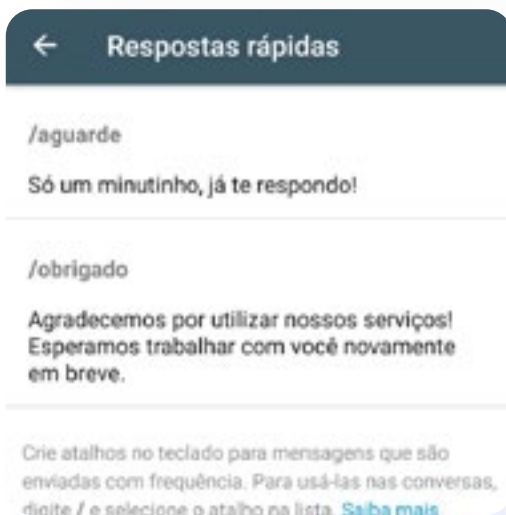 Respostas rápidas
/aguarde
Só um minutinho, já te respondo!
/obrigado
Agradecemos por utilizar nossos serviços!
Esperamos trabalhar com você novamente
em breve.
Crie atalhos no teclado para mensagens que são
enviadas com frequência. Para usá-las nas conversas,
digite / e selecione o atalho na lista. Saiba mais